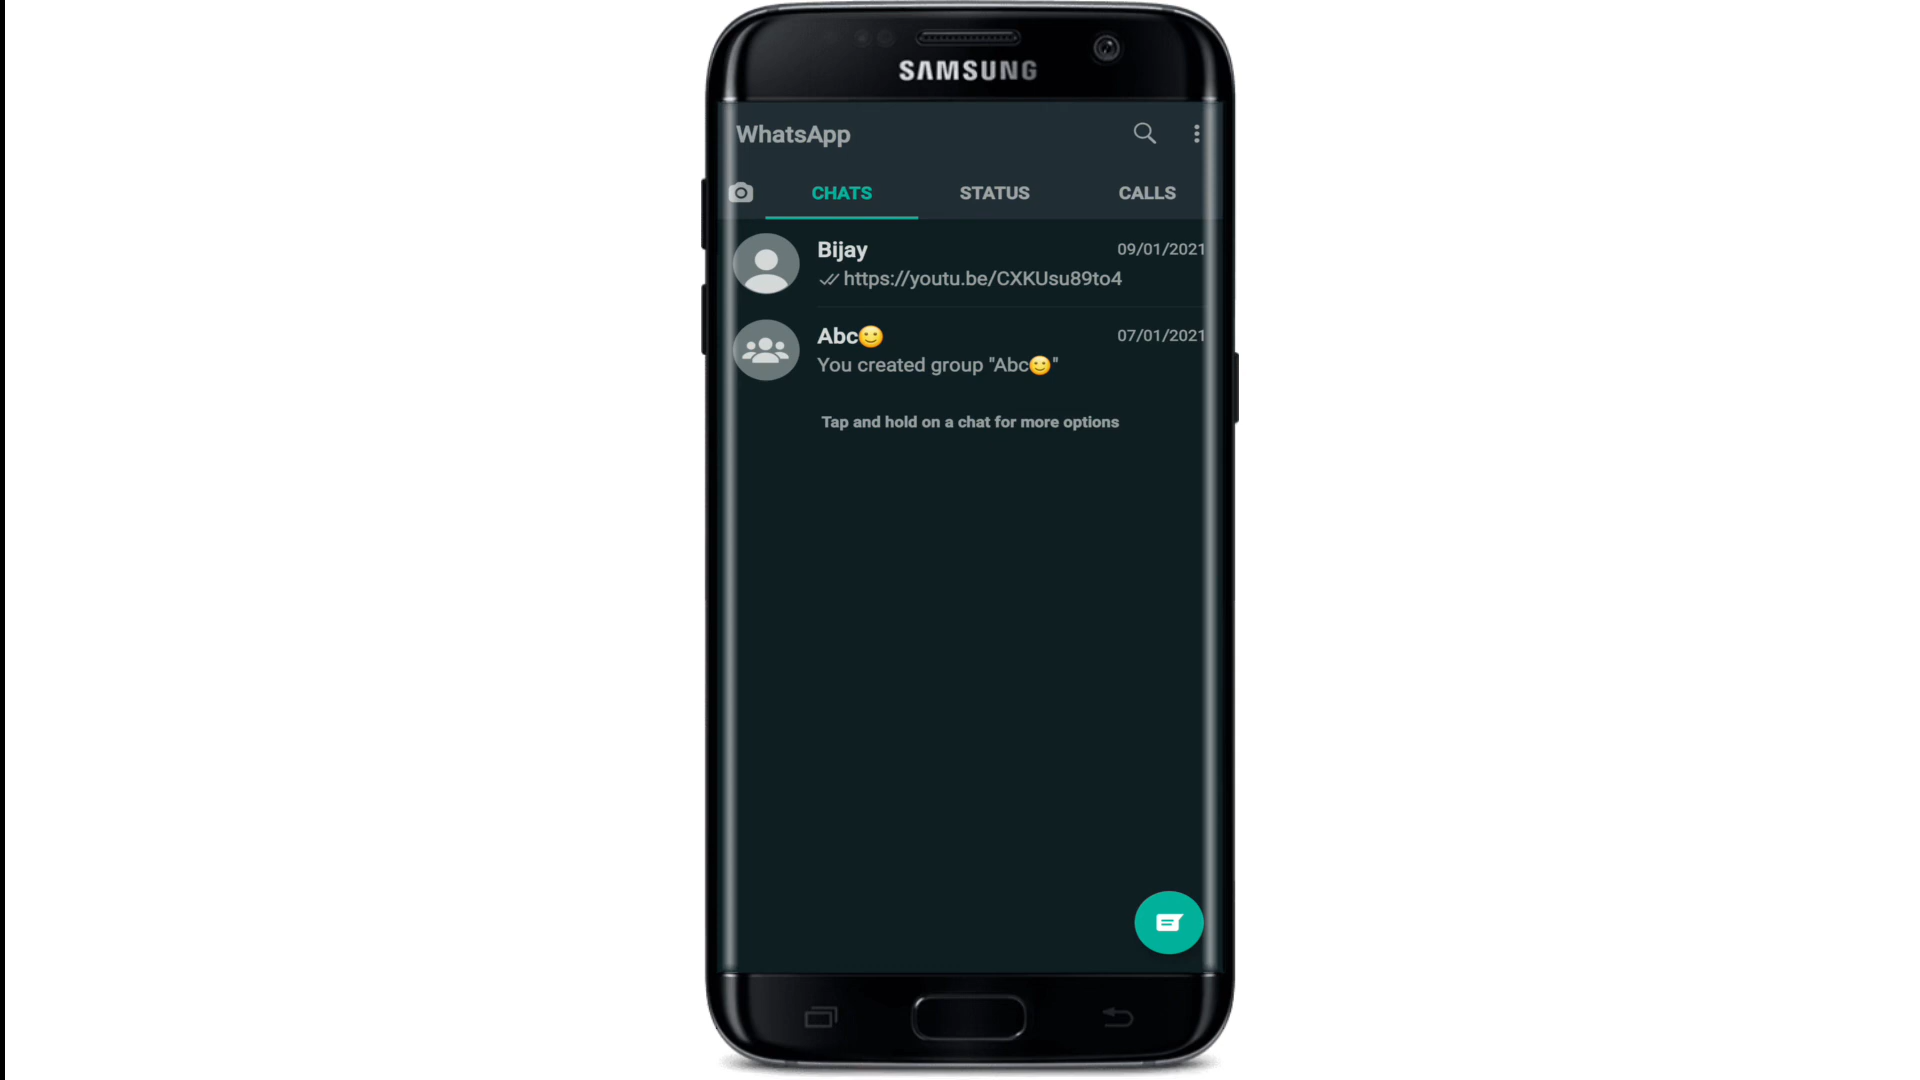 SAMSUNG
WhatsApp
CHATS STATUS CALLS
Bijay 09/01/2021
https://youtu.be/CXKUsu89to4
Abc🙂 07/01/2021
You created group "Abc🙂"
Tap and hold on a chat for more options